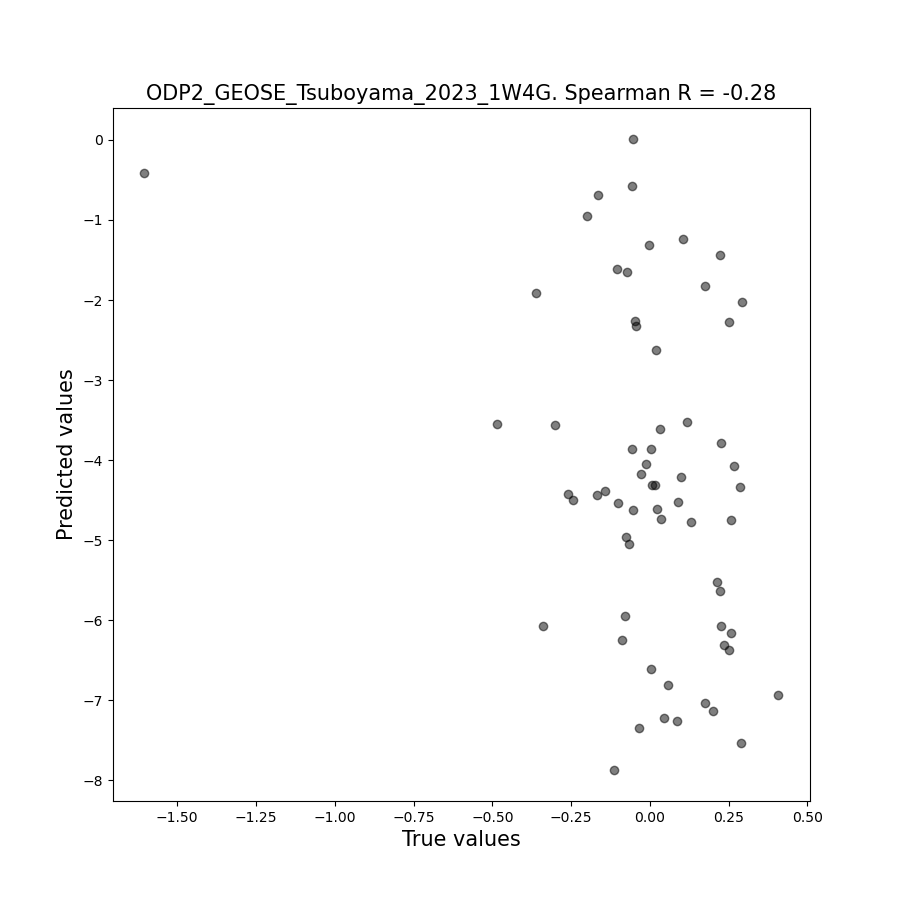 ODP2_GEOSE_Tsuboyama_2023_1W4G. Spearman R = -0.28
0
−1
−2
−3
−4
−5
−6
−7
−8
Predicted values
−1.50 −1.25 −1.00 −0.75 −0.50 −0.25 0.00 0.25 0.50
True values